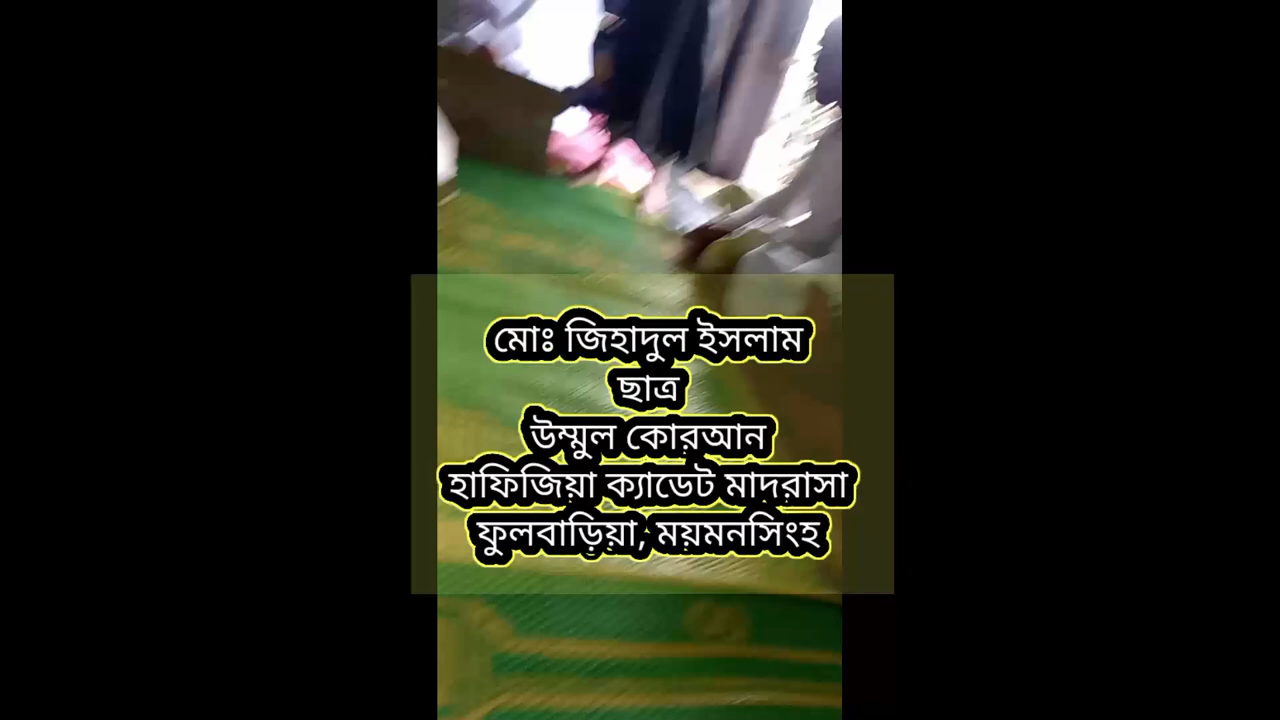 মোঃ জিহাদুল ইসলাম
ছাত্র
উম্মুল কোরআন
হাফিজিয়া ক্যাডেট মাদরাসা
ফুলবাড়িয়া, ময়মনসিংহ